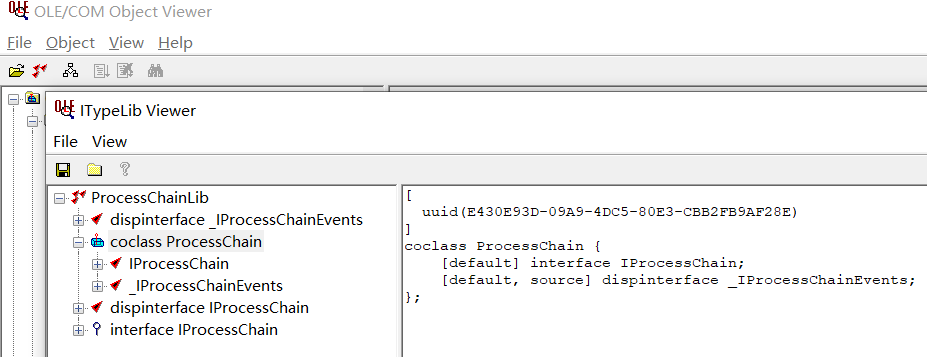 OLE/COM Object Viewer
File Object View Help
ITypeLib Viewer
File View
ProcessChainLib
dispinterface _IProcessChainEvents
coclass ProcessChain
IProcessChain
_IProcessChainEvents
dispinterface IProcessChain
interface IProcessChain
[
  uuid(E430E93D-09A9-4DC5-80E3-CBB2FB9AF28E)
]
coclass ProcessChain {
    [default] interface IProcessChain;
    [default, source] dispinterface _IProcessChainEvents;
};